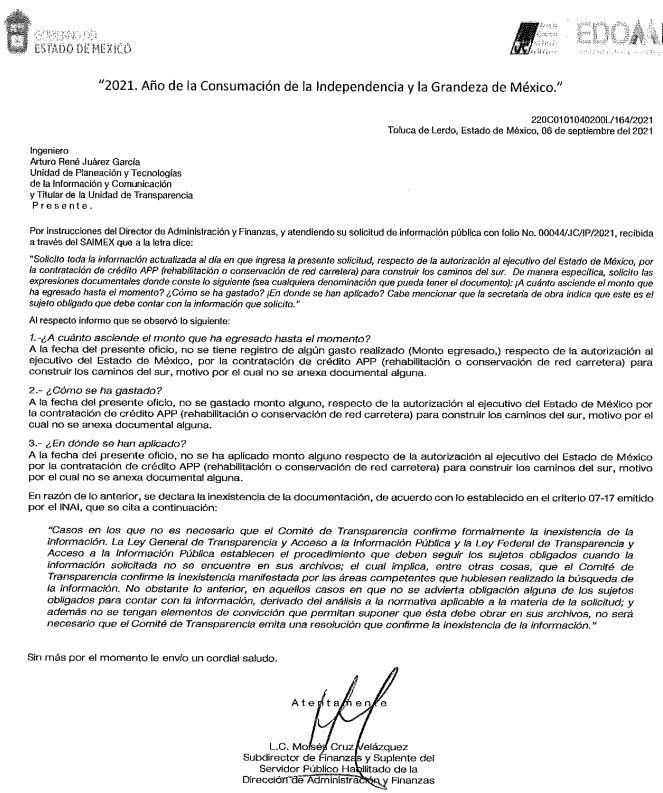 GOBIERNO DEL
ESTADO DE MÉXICO
EDOMÉX
“2021. Año de la Consumación de la Independencia y la Grandeza de México.”
220C0101040200L/164/2021
Toluca de Lerdo, Estado de México, 06 de septiembre del 2021
Ingeniero
Arturo René Juárez García
Unidad de Planeación y Tecnologías
de la Información y Comunicación
y Titular de la Unidad de Transparencia
P r e s e n t e .
Por instrucciones del Director de Administración y Finanzas, y atendiendo su solicitud de información pública con folio No. 00044/JC/IP/2021, recibida
a través del SAIMEX que a la letra dice:
“Solicito toda la información actualizada al día en que ingresa la presente solicitud, respecto de la autorización al ejecutivo del Estado de México, por
la contratación de crédito APP (rehabilitación o conservación de red carretera) para construir los caminos del sur. De manera específica, solicito las
expresiones documentales donde conste lo siguiente (sea cualquiera denominación que pueda tener el documento): ¡A cuánto asciende el monto que
ha egresado hasta el momento? ¿Cómo se ha gastado? ¡En donde se han aplicado? Cabe mencionar que la secretaría de obra indica que este es el
sujeto obligado que debe contar con la información que solicito.”
Al respecto informo que se observó lo siguiente:
1.-¿A cuánto asciende el monto que ha egresado hasta el momento?
A la fecha del presente oficio, no se tiene registro de algún gasto realizado (Monto egresado,) respecto de la autorización al
ejecutivo del Estado de México, por la contratación de crédito APP (rehabilitación o conservación de red carretera) para
construir los caminos del sur, motivo por el cual no se anexa documental alguna.
2.- ¿Cómo se ha gastado?
A la fecha del presente oficio, no se gastado monto alguno, respecto de la autorización al ejecutivo del Estado de México por
la contratación de crédito APP (rehabilitación o conservación de red carretera) para construir los caminos del sur, motivo por el
cual no se anexa documental alguna.
3.- ¿En dónde se han aplicado?
A la fecha del presente oficio, no se ha aplicado monto alguno respecto de la autorización al ejecutivo del Estado de México
por la contratación de crédito APP (rehabilitación o conservación de red carretera) para construir los caminos del sur, motivo
por el cual no se anexa documental alguna.
En razón de lo anterior, se declara la inexistencia de la documentación, de acuerdo con lo establecido en el criterio 07-17 emitido
por el INAI, que se cita a continuación:
“Casos en los que no es necesario que el Comité de Transparencia confirme formalmente la inexistencia de la
información. La Ley General de Transparencia y Acceso a la Información Pública y la Ley Federal de Transparencia y
Acceso a la Información Pública establecen el procedimiento que deben seguir los sujetos obligados cuando la
información solicitada no se encuentre en sus archivos; el cual implica, entre otras cosas, que el Comité de
Transparencia confirme la inexistencia manifestada por las áreas competentes que hubiesen realizado la búsqueda de
la información. No obstante lo anterior, en aquellos casos en que no se advierta obligación alguna de los sujetos
obligados para contar con la información, derivado del análisis a la normativa aplicable a la materia de la solicitud; y
además no se tengan elementos de convicción que permitan suponer que ésta debe obrar en sus archivos, no será
necesario que el Comité de Transparencia emita una resolución que confirme la inexistencia de la información.”
Sin más por el momento le envío un cordial saludo.
A t e n t a m e n t e
L.C. Moisés Cruz Velázquez
Subdirector de Finanzas y Suplente del
Servidor Público Habilitado de la
Dirección de Administración y Finanzas